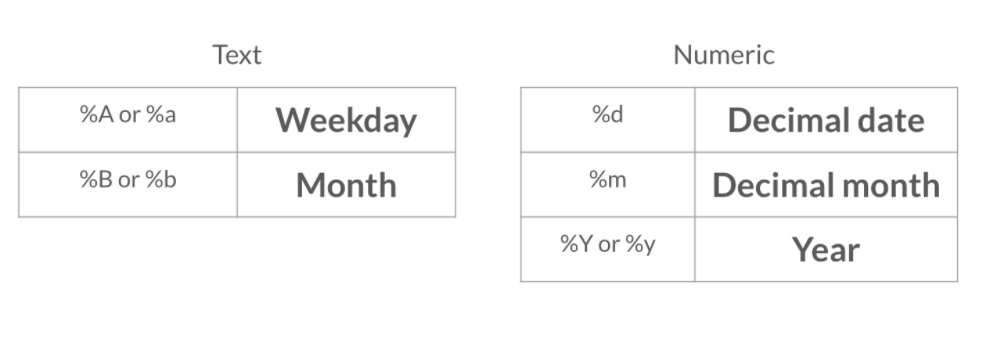 Text
%A or %a Weekday
%B or %b Month
Numeric
%d Decimal date
%m Decimal month
%Y or %y Year